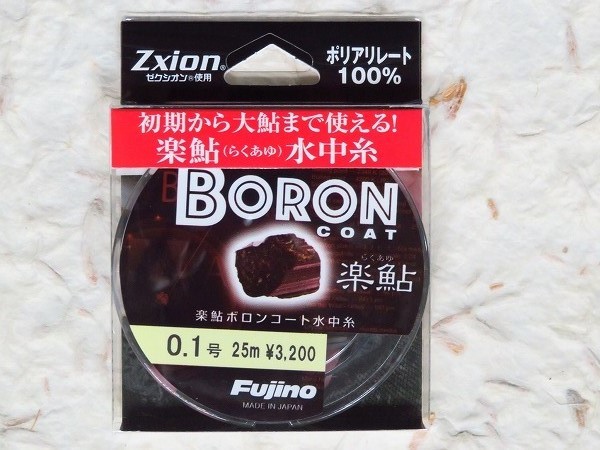 Zxion®
ゼクシオン®使用
ポリアリレート
100%
初期から大鮎まで使える!
楽鮎(らくあゆ)水中糸
BORON
COAT
らくあゆ
楽鮎
楽鮎ボロンコート水中糸
0.1号 25m ¥3,200
Fujino
MADE IN JAPAN